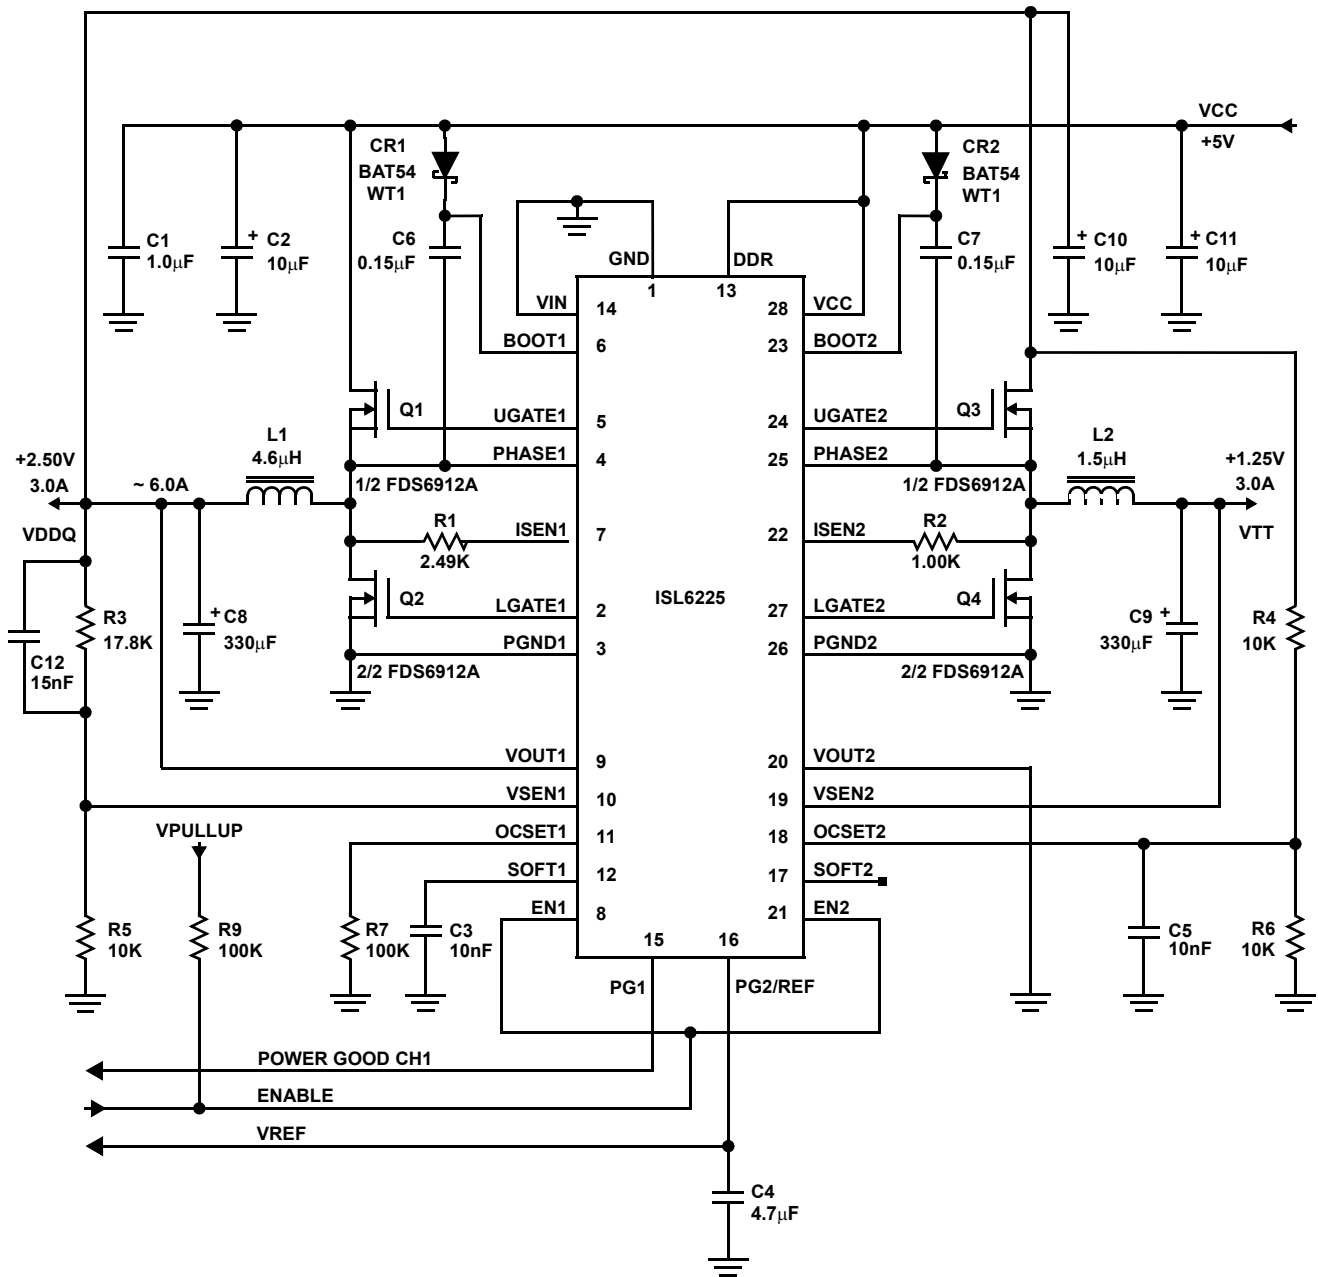 VCC
+5V
CR1
BAT54
WT1
CR2
BAT54
WT1
C1
1.0µF
+ C2
10µF
C6
0.15µF
GND
DDR
C7
0.15µF
+ C10
10µF
+ C11
10µF
1
13
VIN
14
28
VCC
BOOT1
6
23
BOOT2
Q1
UGATE1
5
24
UGATE2
Q3
L1
4.6µH
PHASE1
4
25
PHASE2
L2
1.5µH
+2.50V
3.0A
~ 6.0A
1/2 FDS6912A
1/2 FDS6912A
+1.25V
3.0A
VDDQ
R1
2.49K
ISEN1
7
22
ISEN2
R2
1.00K
VTT
ISL6225
Q2
LGATE1
2
27
LGATE2
Q4
R3
17.8K
+ C8
330µF
C9 +
330µF
R4
10K
PGND1
3
26
PGND2
C12
15nF
2/2 FDS6912A
2/2 FDS6912A
VOUT1
9
20
VOUT2
VSEN1
10
19
VSEN2
VPULLUP
OCSET1
11
18
OCSET2
SOFT1
12
17
SOFT2
EN1
8
21
EN2
R5
10K
R9
100K
R7
100K
C3
10nF
C5
10nF
R6
10K
15
16
PG1
PG2/REF
POWER GOOD CH1
ENABLE
VREF
C4
4.7µF